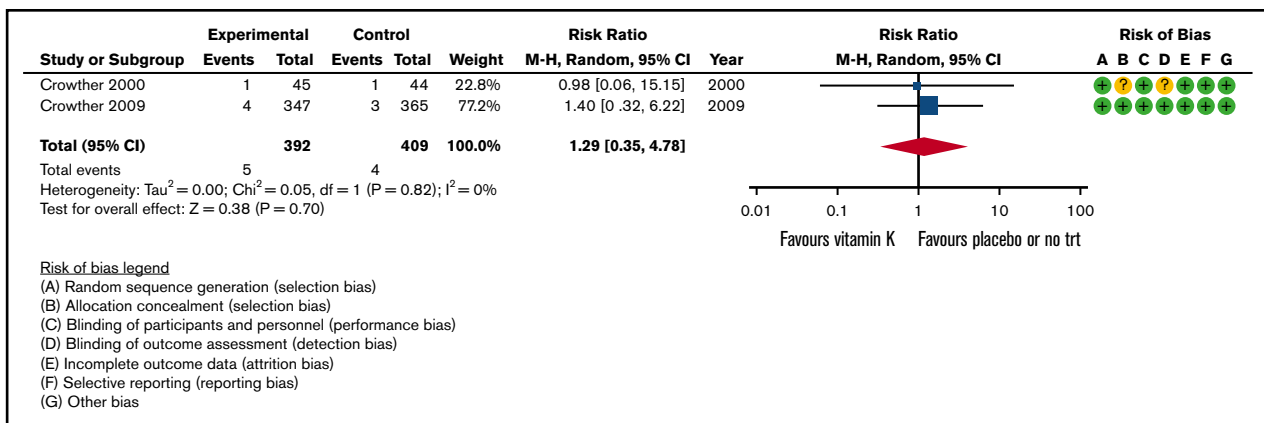 Experimental Control Risk Ratio Risk Ratio Risk of Bias
Study or Subgroup Events Total Events Total Weight M-H, Random, 95% CI Year M-H, Random, 95% CI A B C D E F G
Crowther 2000 1 45 1 44 22.8% 0.98 [0.06, 15.15] 2000 + ? + ? + + +
Crowther 2009 4 347 3 365 77.2% 1.40 [0 .32, 6.22] 2009 + + + + + + +
Total (95% CI) 392 409 100.0% 1.29 [0.35, 4.78]
Total events 5 4
Heterogeneity: Tau² = 0.00; Chi² = 0.05, df = 1 (P = 0.82); I² = 0%
Test for overall effect: Z = 0.38 (P = 0.70)
0.01 0.1 1 10 100
Favours vitamin K Favours placebo or no trt
Risk of bias legend
(A) Random sequence generation (selection bias)
(B) Allocation concealment (selection bias)
(C) Blinding of participants and personnel (performance bias)
(D) Blinding of outcome assessment (detection bias)
(E) Incomplete outcome data (attrition bias)
(F) Selective reporting (reporting bias)
(G) Other bias